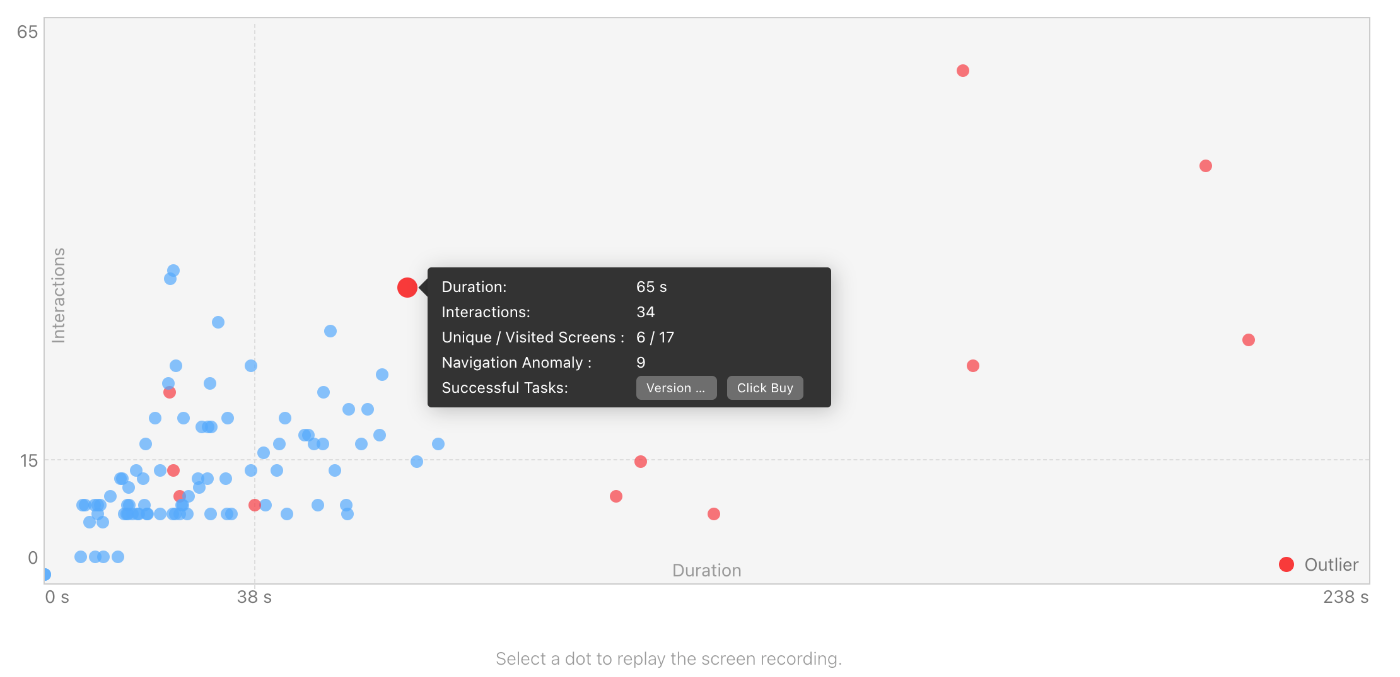 65
Interactions
Duration: 65 s
Interactions: 34
Unique / Visited Screens : 6 / 17
Navigation Anomaly : 9
Successful Tasks: Version ... Click Buy
15
0
Duration
Outlier
0 s 38 s 238 s
Select a dot to replay the screen recording.